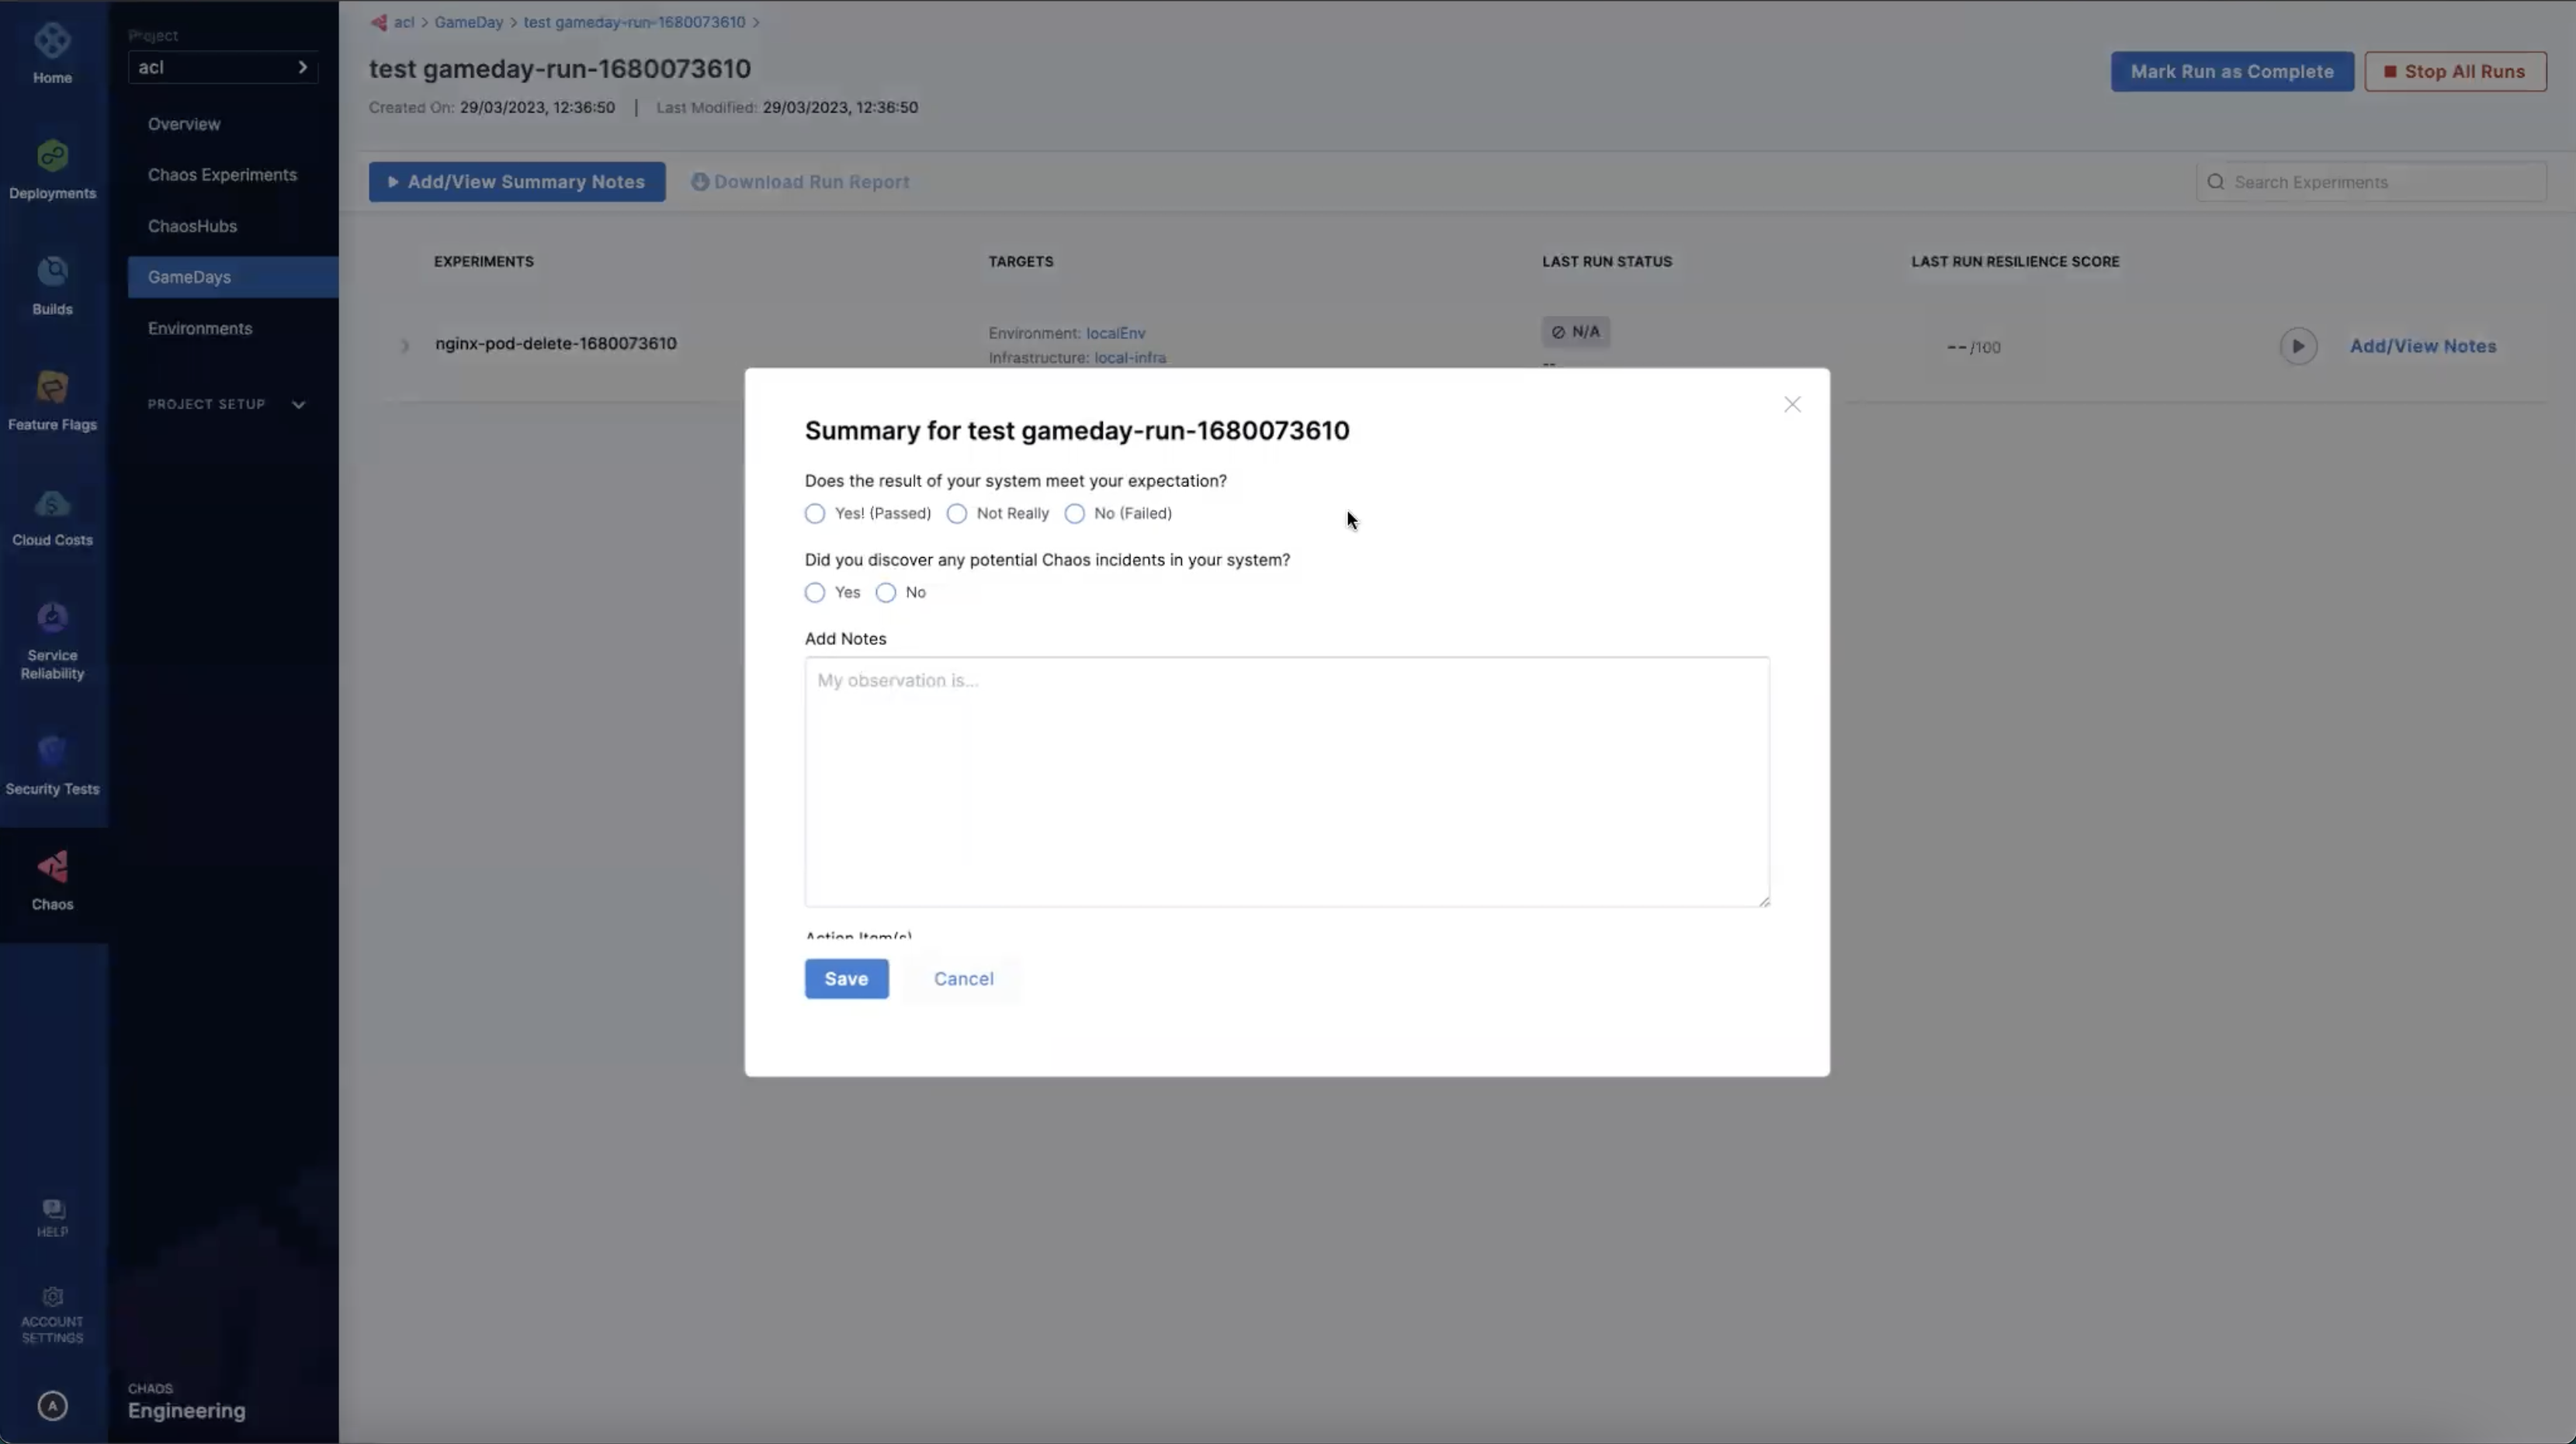 Home
Deployments
Builds
Feature Flags
Cloud Costs
Service
Reliability
Security Tests
Chaos
HELP
ACCOUNT
SETTINGS
A
Project
acl
Overview
Chaos Experiments
ChaosHubs
GameDays
Environments
PROJECT SETUP
CHAOS
Engineering
acl > GameDay > test gameday-run-1680073610 >
test gameday-run-1680073610
Created On: 29/03/2023, 12:36:50 | Last Modified: 29/03/2023, 12:36:50
Mark Run as Complete
Stop All Runs
Add/View Summary Notes
Download Run Report
Search Experiments
EXPERIMENTS TARGETS LAST RUN STATUS LAST RUN RESILIENCE SCORE
nginx-pod-delete-1680073610
Environment: localEnv
Infrastructure: local-infra
N/A
--
--/100
Add/View Notes
Summary for test gameday-run-1680073610
Does the result of your system meet your expectation?
Yes! (Passed) Not Really No (Failed)
Did you discover any potential Chaos incidents in your system?
Yes No
Add Notes
My observation is...
Action Item(s)
Save Cancel